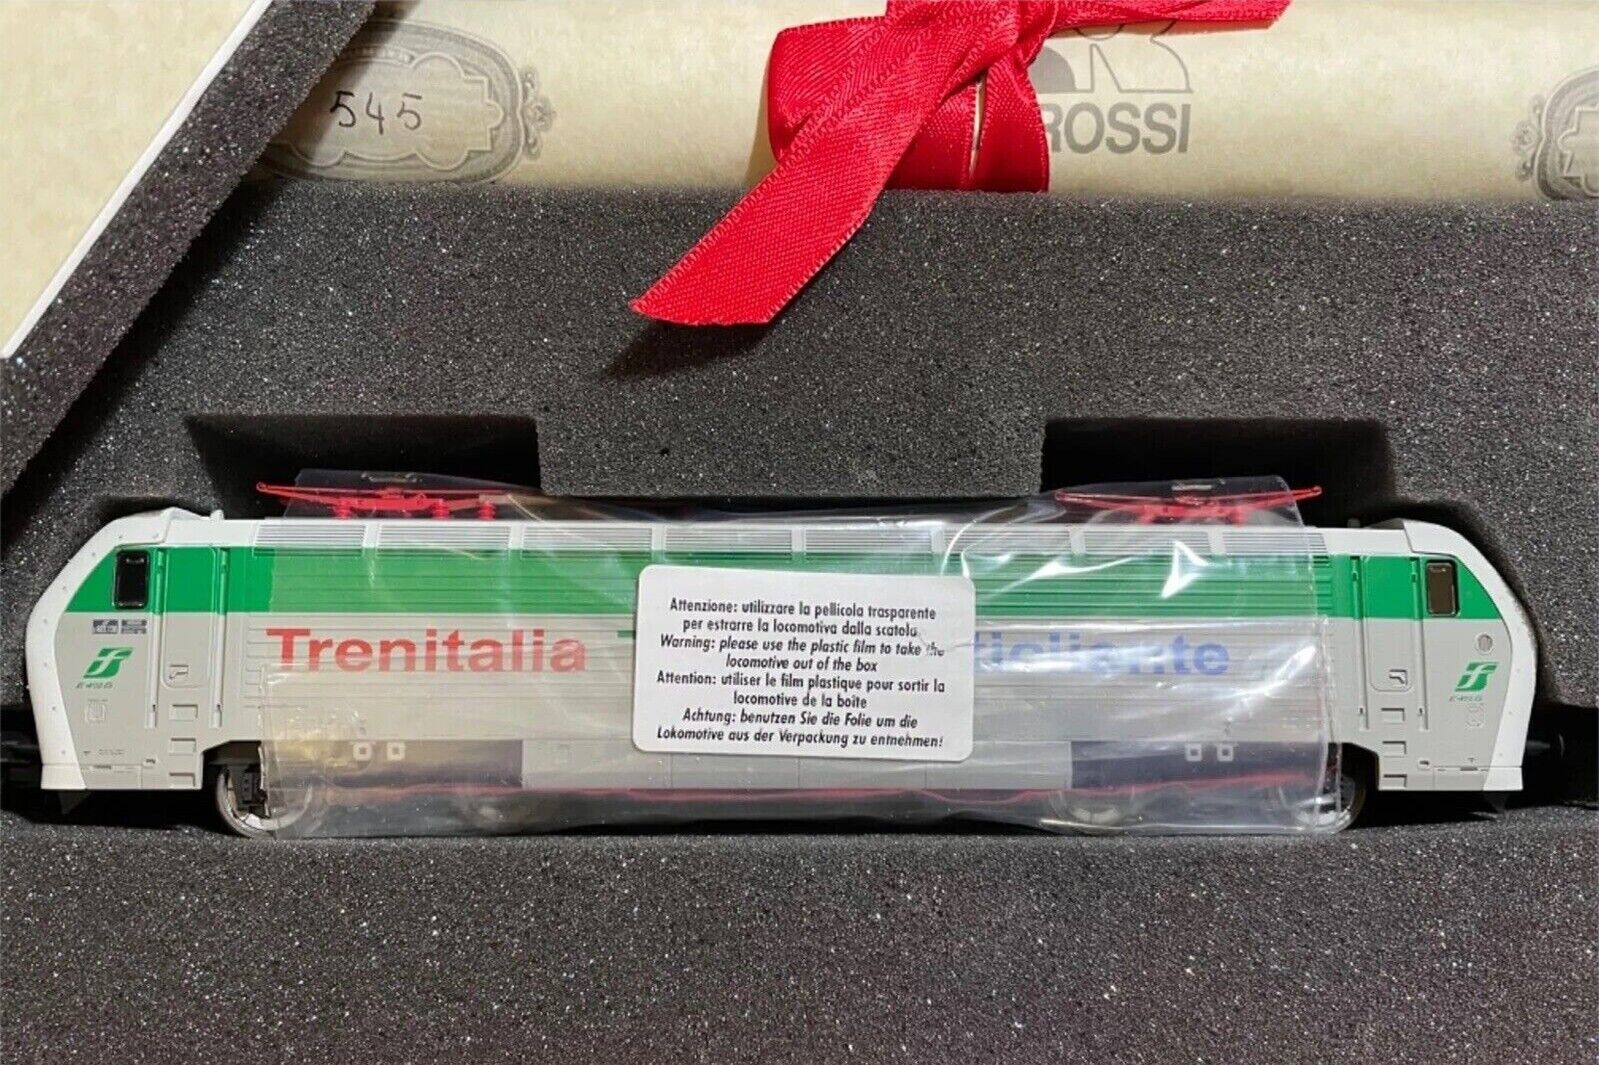 545
ROSSI
Trenitalia
ticliente
Attenzione: utilizzare la pellicola trasparente
per estrarre la locomotiva dalla scatola
Warning: please use the plastic film to take the
locomotive out of the box
Attention: utiliser le film plastique pour sortir la
locomotive de la boîte
Achtung: benutzen Sie die Folie um die
Lokomotive aus der Verpackung zu entnehmen!